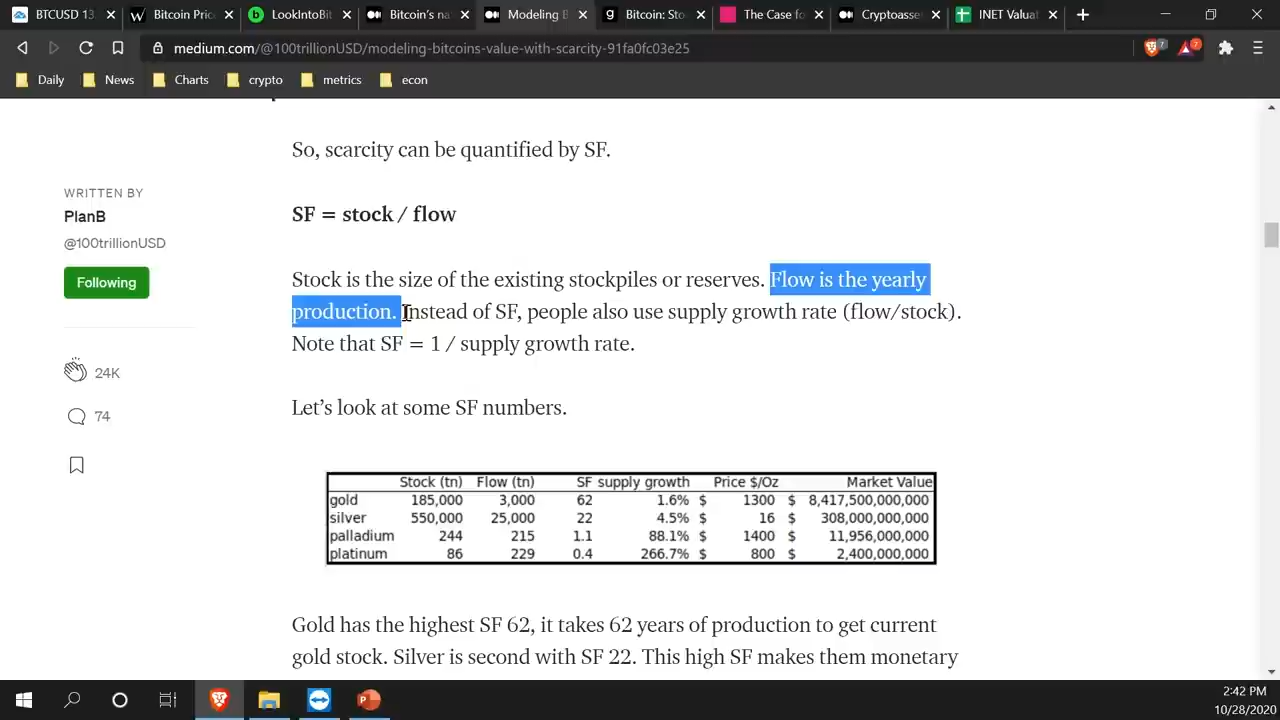 BTCUSD 13.
Bitcoin Pric
LookIntoBit
Bitcoin's na
Modeling B
Bitcoin: Sto
The Case fo
Cryptoasse
INET Valuat
medium.com/@100trillionUSD/modeling-bitcoins-value-with-scarcity-91fa0fc03e25
7
7
Daily
News
Charts
crypto
metrics
econ
So, scarcity can be quantified by SF.
WRITTEN BY
PlanB
@100trillionUSD
Following
24K
74
SF = stock / flow
Stock is the size of the existing stockpiles or reserves. Flow is the yearly
production. Instead of SF, people also use supply growth rate (flow/stock).
Note that SF = 1 / supply growth rate.
Let's look at some SF numbers.
Stock (tn) Flow (tn) SF supply growth Price $/Oz Market Value
gold 185,000 3,000 62 1.6% $ 1300 $ 8,417,500,000,000
silver 550,000 25,000 22 4.5% $ 16 $ 308,000,000,000
palladium 244 215 1.1 88.1% $ 1400 $ 11,956,000,000
platinum 86 229 0.4 266.7% $ 800 $ 2,400,000,000
Gold has the highest SF 62, it takes 62 years of production to get current
gold stock. Silver is second with SF 22. This high SF makes them monetary
2:42 PM
10/28/2020